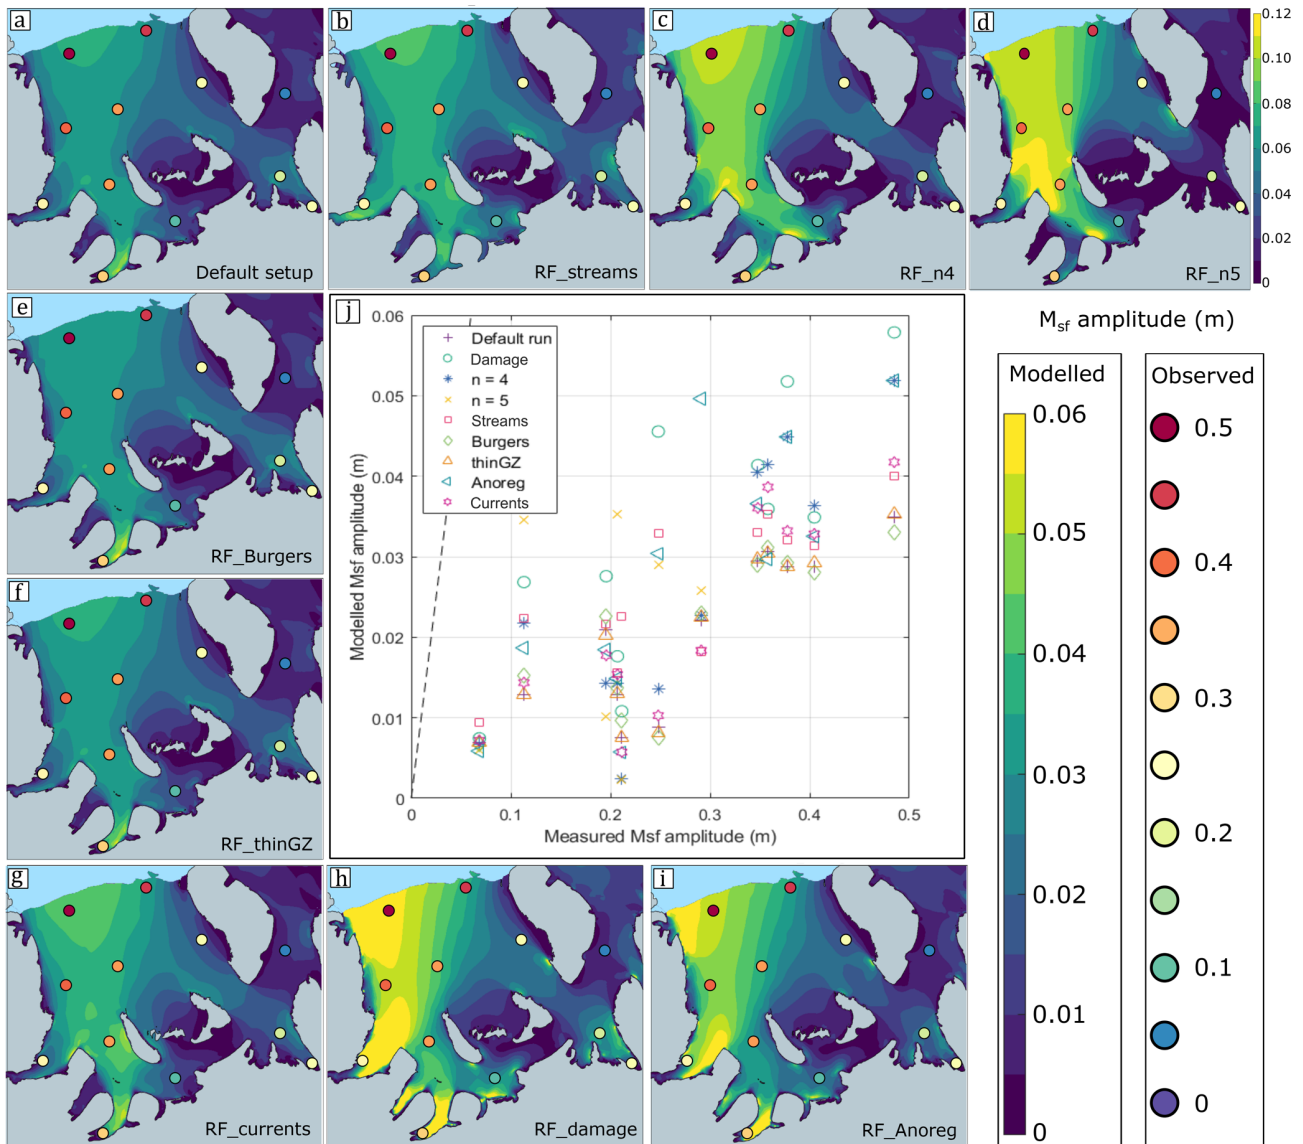 a
b
c
d
0.12
0.10
0.08
0.06
0.04
0.02
0
Default setup
RF_streams
RF_n4
RF_n5
e
RF_Burgers
f
RF_thinGZ
j
0.06
0.05
0.04
0.03
0.02
0.01
0
Modelled Msf amplitude (m)
0
0.1
0.2
0.3
0.4
0.5
Measured Msf amplitude (m)
Default run
Damage
n = 4
n = 5
Streams
Burgers
thinGZ
Anoreg
Currents
Msf amplitude (m)
Modelled
0.06
0.05
0.04
0.03
0.02
0.01
0
Observed
0.5
0.4
0.3
0.2
0.1
0
g
RF_currents
h
RF_damage
i
RF_Anoreg